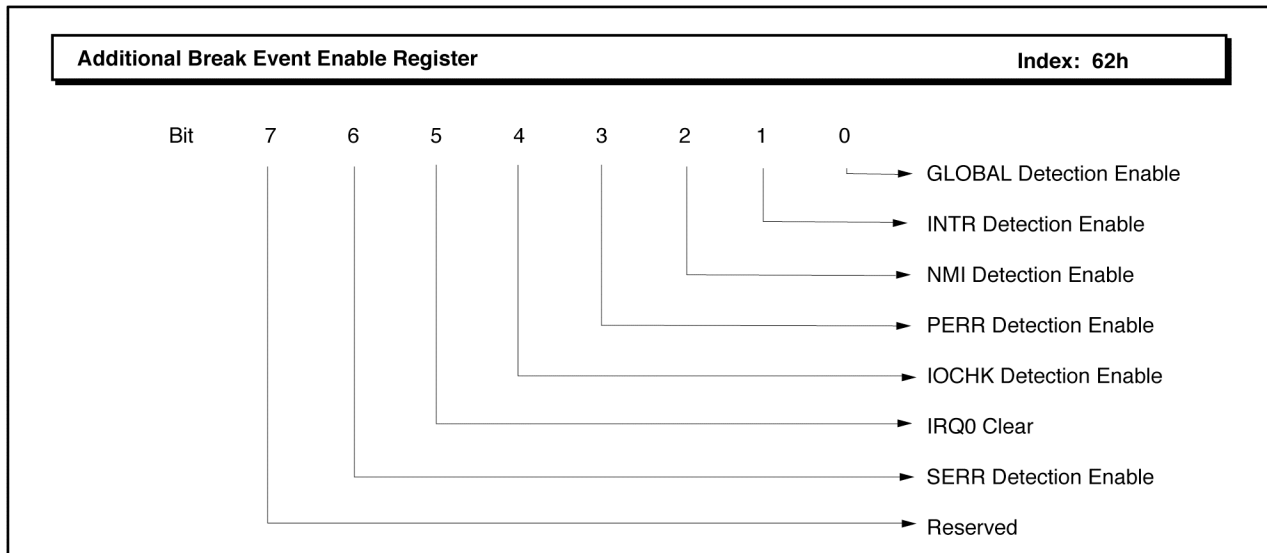 Additional Break Event Enable Register Index: 62h
Bit 7 6 5 4 3 2 1 0
GLOBAL Detection Enable
INTR Detection Enable
NMI Detection Enable
PERR Detection Enable
IOCHK Detection Enable
IRQ0 Clear
SERR Detection Enable
Reserved